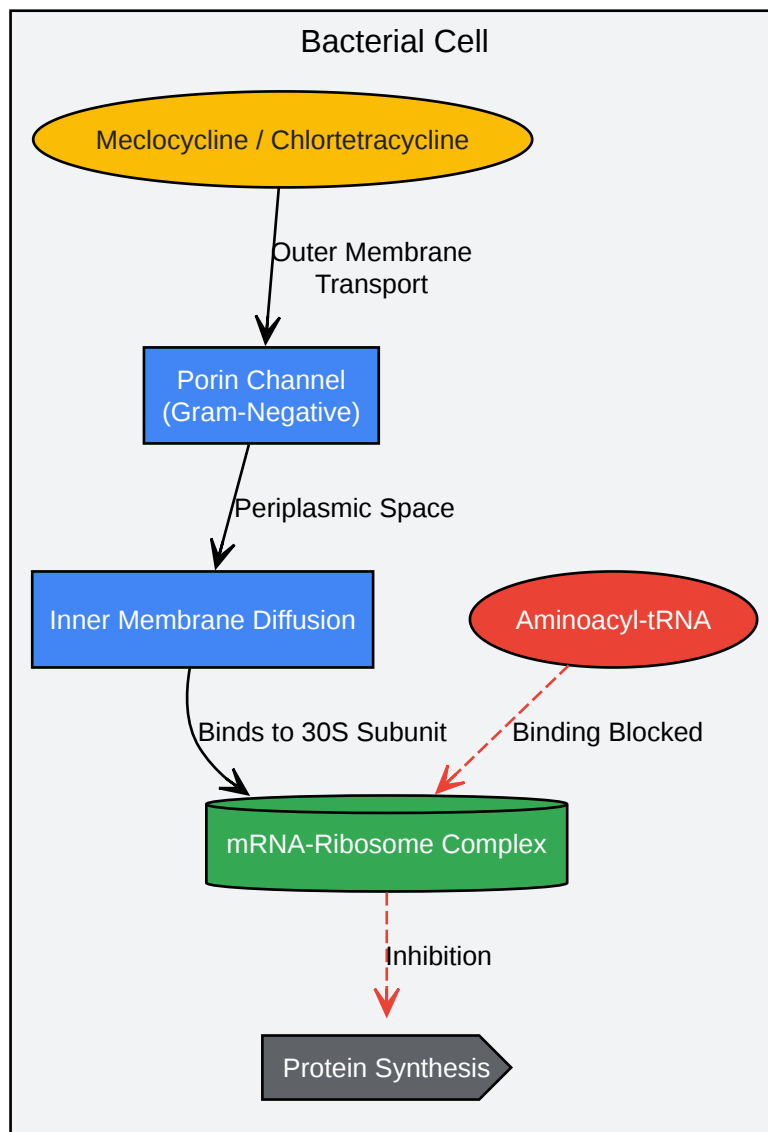 Bacterial Cell
Meclocycline / Chlortetracycline
Outer Membrane
Transport
Porin Channel
(Gram-Negative)
Periplasmic Space
Inner Membrane Diffusion
Aminoacyl-tRNA
Binds to 30S Subunit
Binding Blocked
mRNA-Ribosome Complex
Inhibition
Protein Synthesis